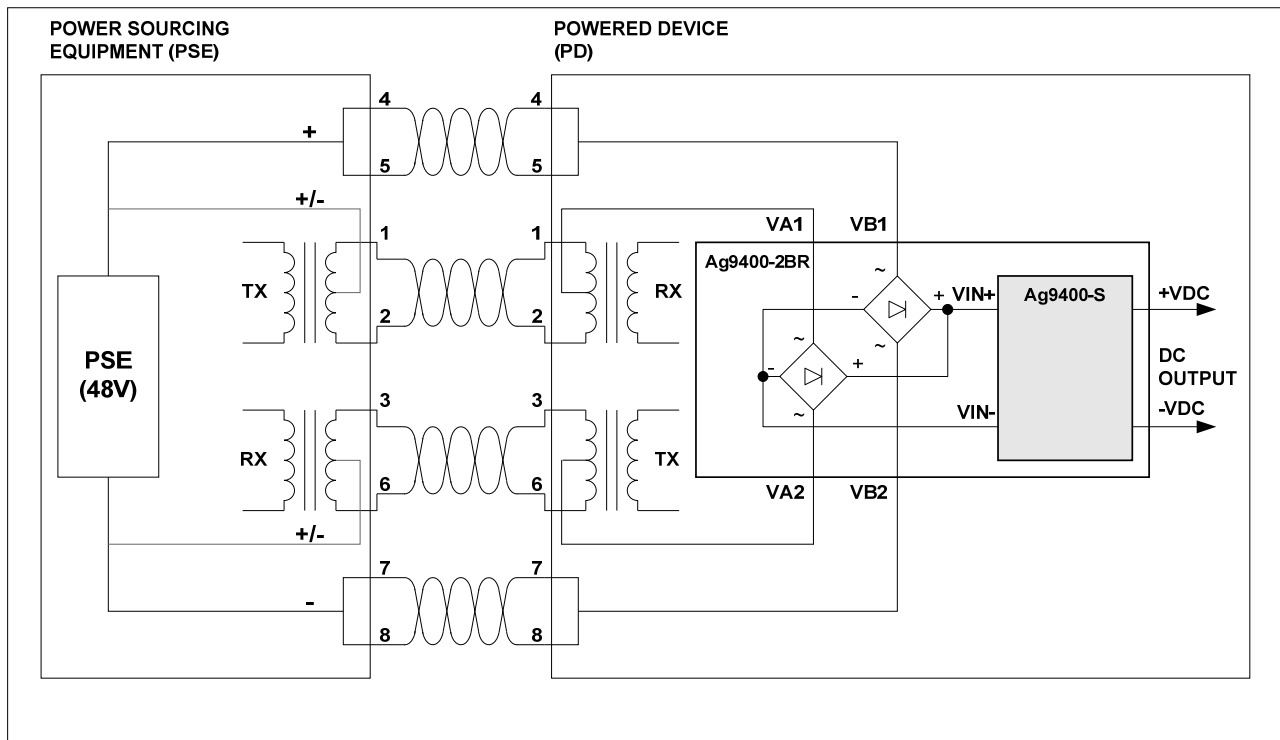 POWER SOURCING
EQUIPMENT (PSE)
POWERED DEVICE
(PD)
4
4
+
5
5
+/-
1
1
VA1
VB1
Ag9400-2BR
TX
RX
~
-
+
VIN+
Ag9400-S
+VDC
2
2
~
~
PSE
(48V)
-
+
DC
OUTPUT
3
3
~
VIN-
-VDC
RX
TX
6
6
VA2
VB2
+/-
7
7
-
8
8